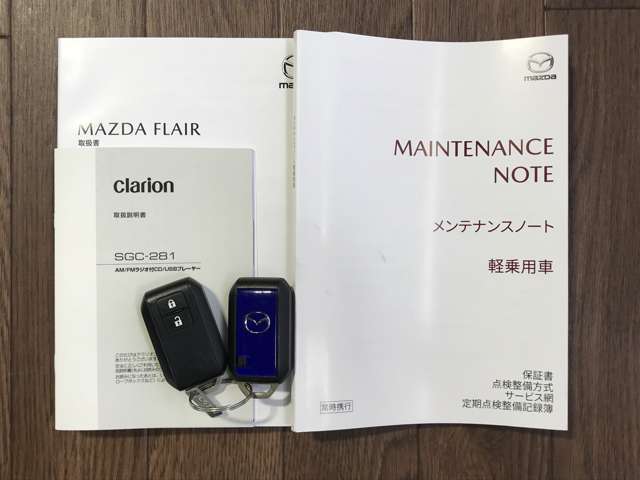 MAZDA FLAIR
取扱書
mazda
clarion
取扱説明書
SGC-281
AM/FMラジオ付CD/USBプレーヤー
mazda
MAINTENANCE
NOTE
メンテナンスノート
軽乗用車
保証書
点検整備方式
サービス網
定期点検整備記録簿
常時携行